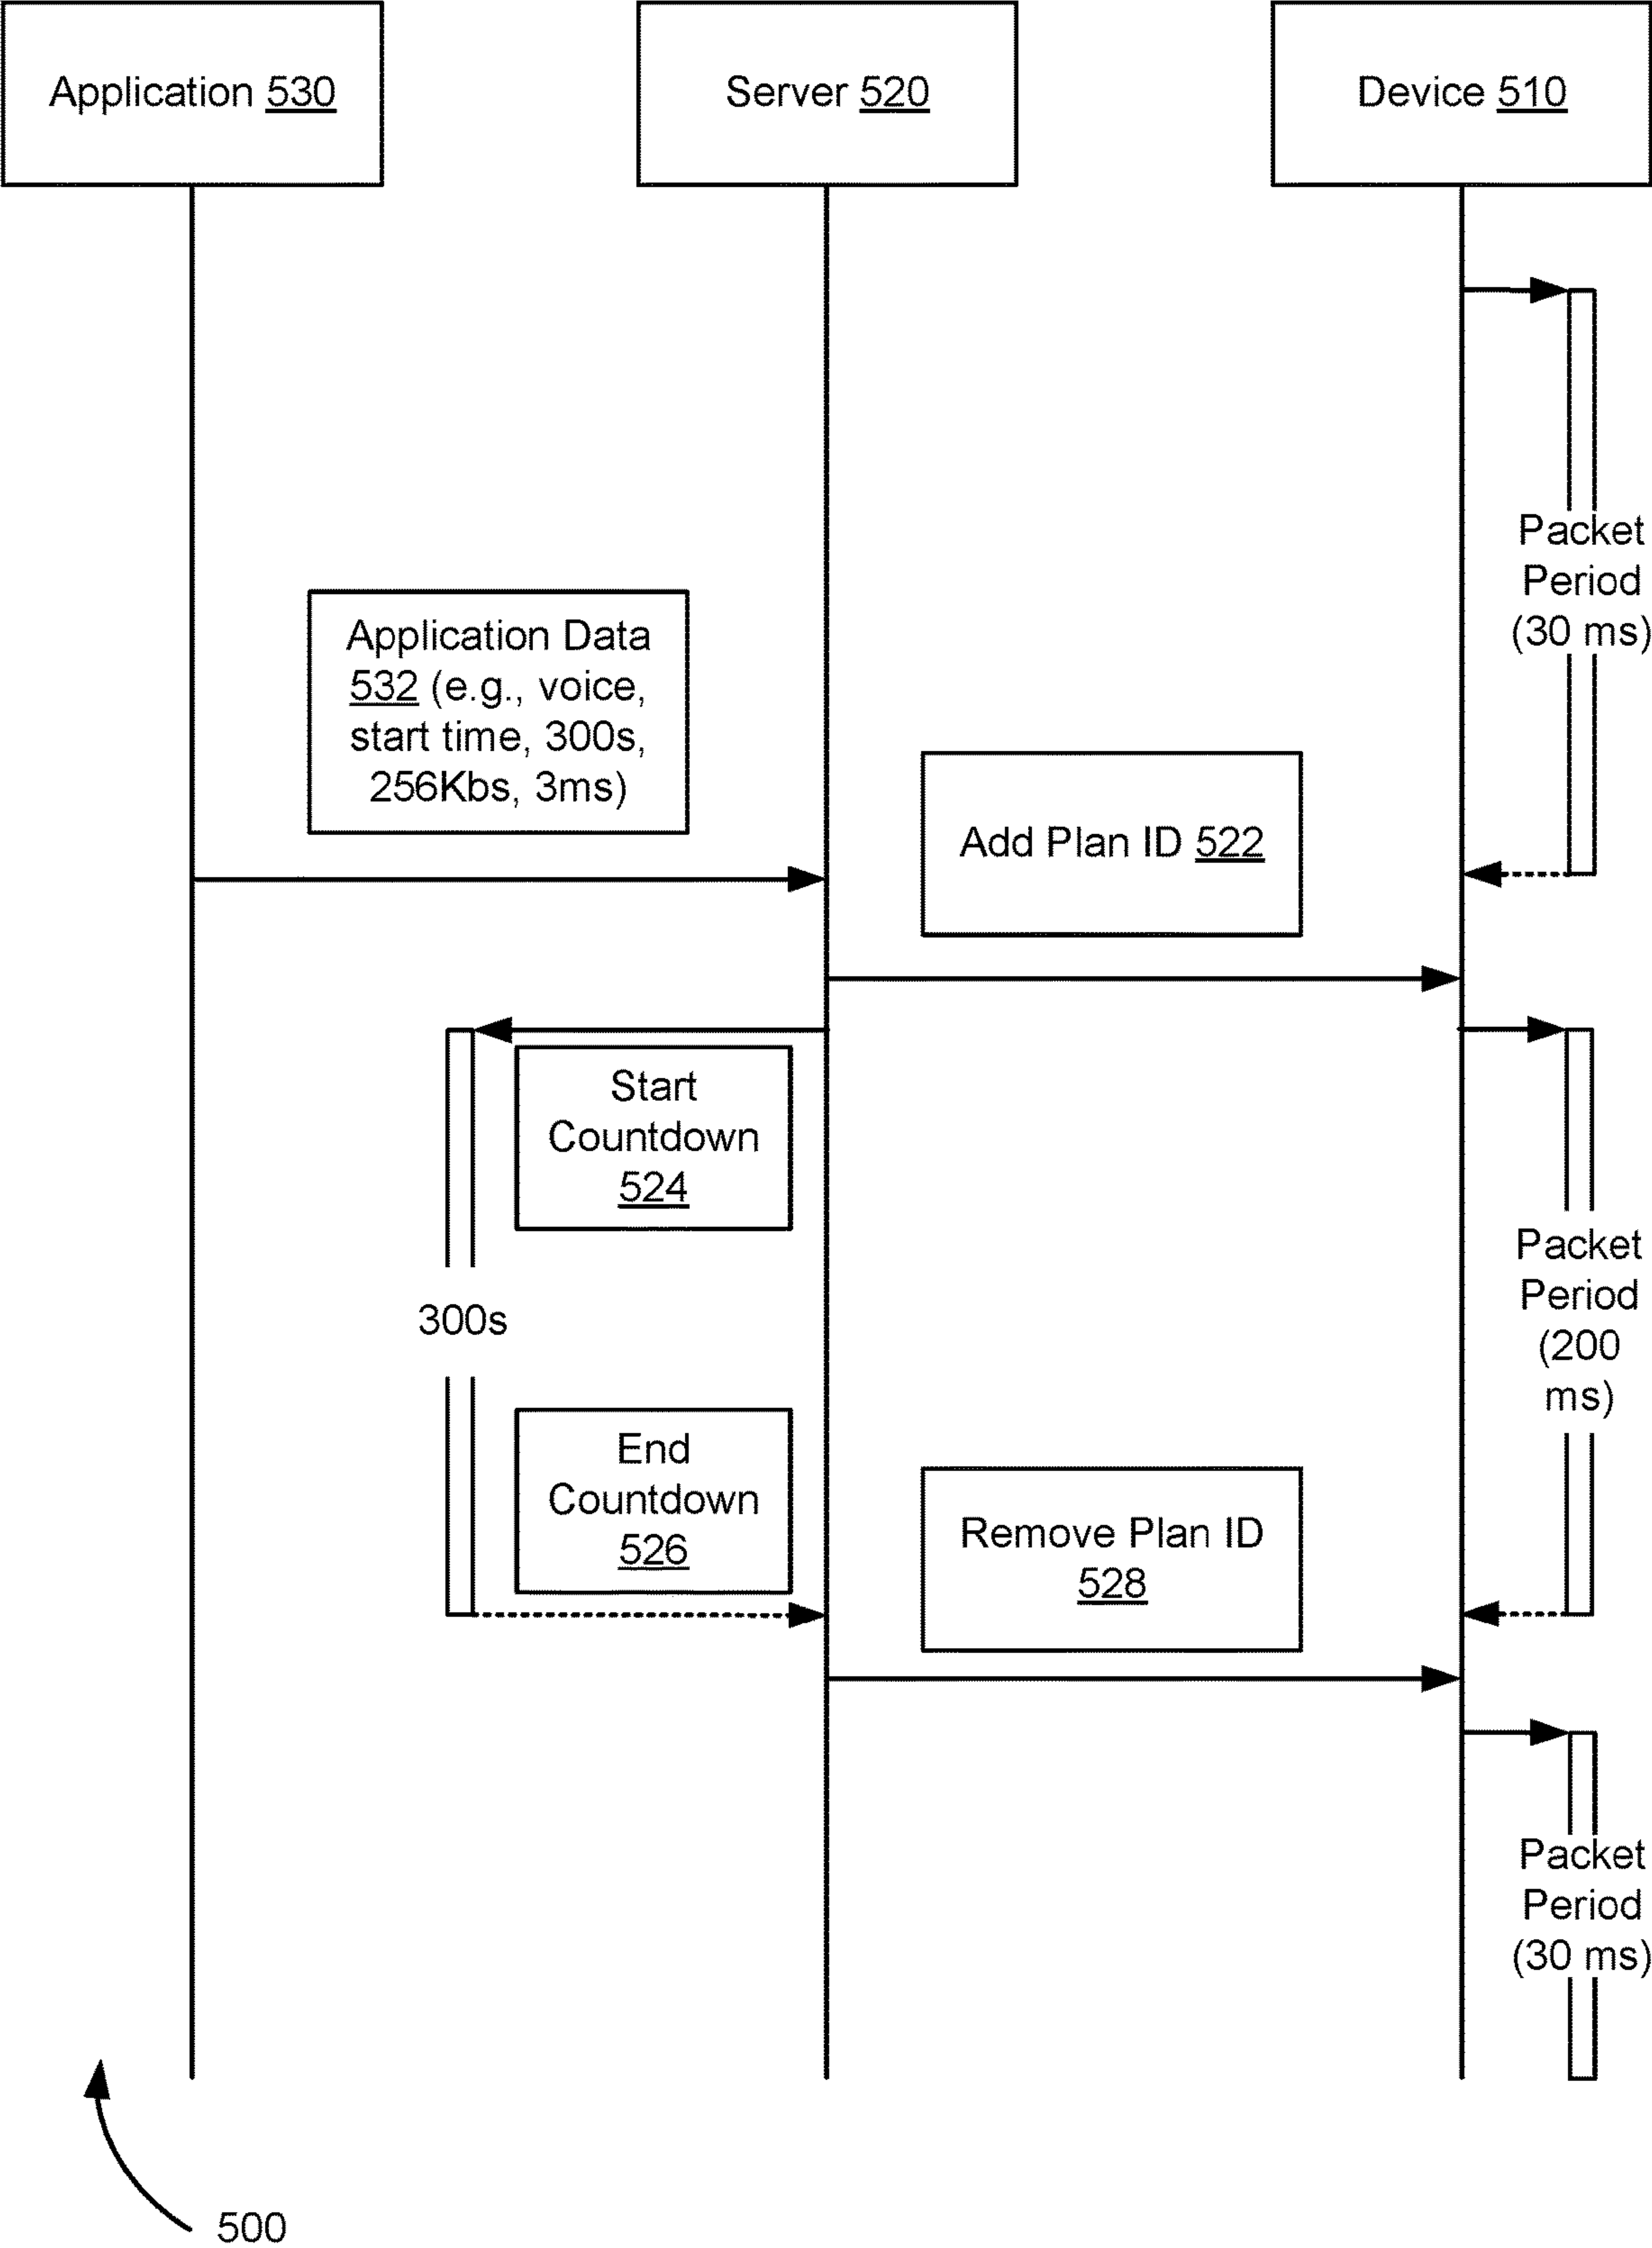 Application 530
Server 520
Device 510
Packet
Period
(30 ms)
Application Data
532 (e.g., voice,
start time, 300s,
256Kbs, 3ms)
Add Plan ID 522
Start
Countdown
524
300s
Packet
Period
(200
ms)
End
Countdown
526
Remove Plan ID
528
Packet
Period
(30 ms)
500